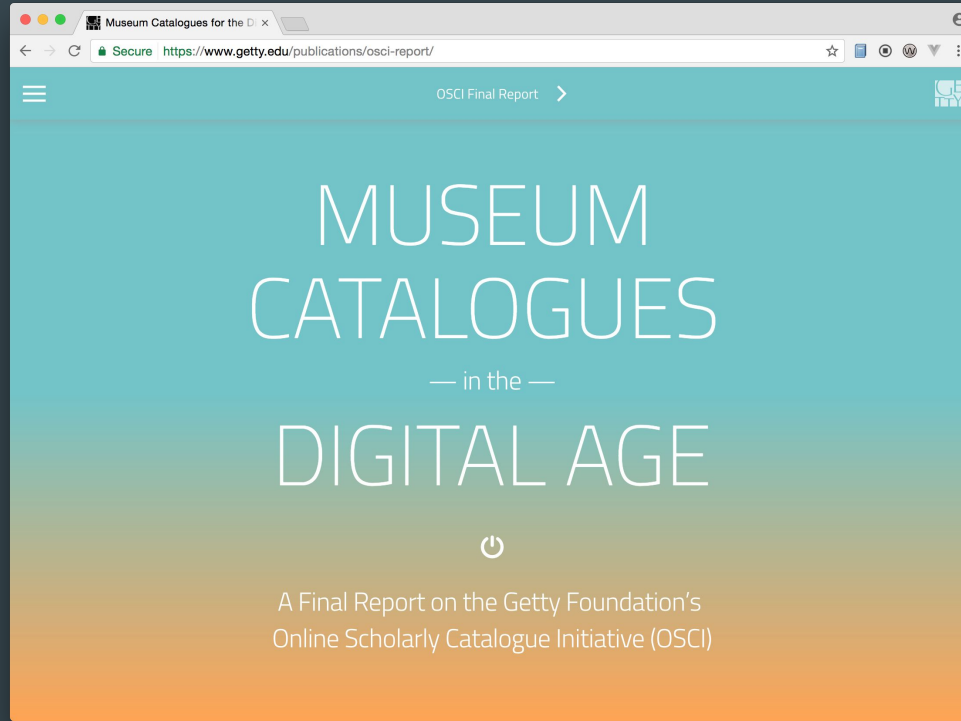 Museum Catalogues for the Di
Secure https://www.getty.edu/publications/osci-report/
OSCI Final Report
MUSEUM
CATALOGUES
— in the —
DIGITAL AGE
A Final Report on the Getty Foundation’s
Online Scholarly Catalogue Initiative (OSCI)